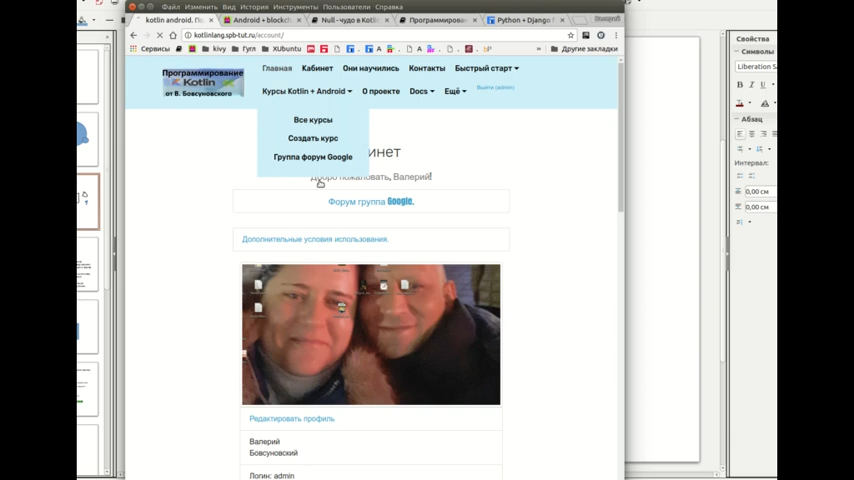 Файл Изменить Вид История Инструменты Пользователи Справка
kotlin android. По
Android + blockch
Null - чудо в Kotlin
Программирован
Python + Django
kotlinlang.spb-tut.ru/account/
Сервисы
kivy
Гугл
XUbuntu
»
Другие закладки
Программирование
Kotlin
от В. Бовсуновского
Главная Кабинет Они научились Контакты Быстрый старт
Курсы Kotlin + Android О проекте Docs Ещё Выйти (admin)
Все курсы
Создать курс
Группа форум Google
инет
Добро пожаловать, Валерий!
Форум группа Google.
Дополнительные условия использования.
Редактировать профиль
Валерий
Бовсуновский
Логин: admin
Свойства
Символы
Liberation Sa
Абзац
Интервал:
0,00 см
0,00 см